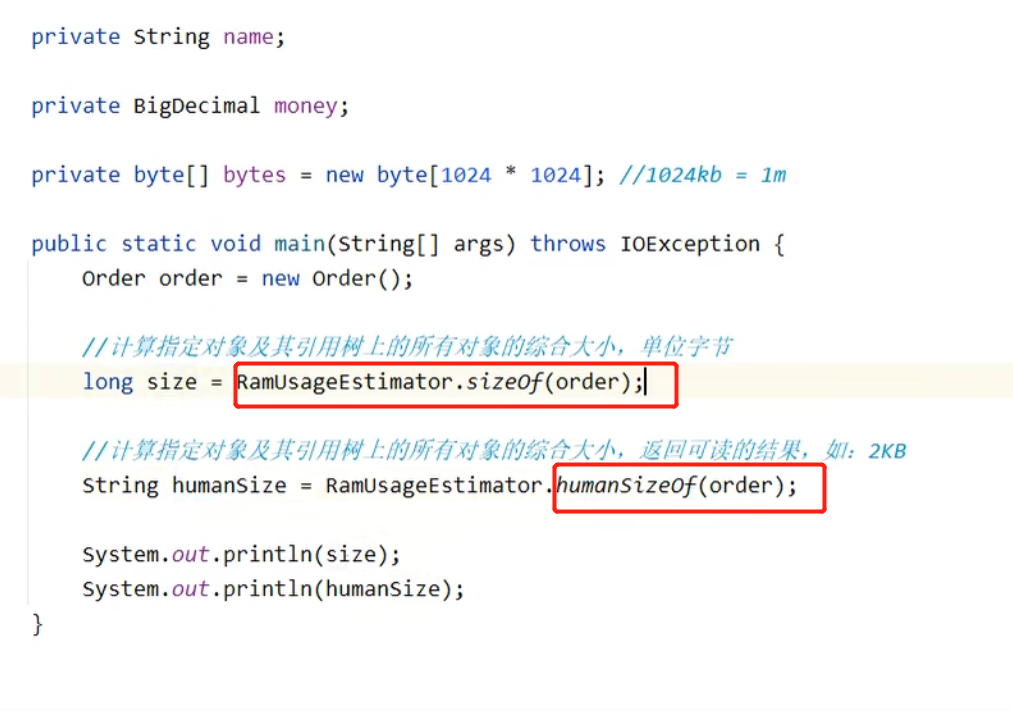 private String name;
private BigDecimal money;
private byte[] bytes = new byte[1024 * 1024]; //1024kb = 1m
public static void main(String[] args) throws IOException {
Order order = new Order();
//计算指定对象及其引用树上的所有对象的综合大小，单位字节
long size = RamUsageEstimator.sizeOf(order);
//计算指定对象及其引用树上的所有对象的综合大小，返回可读的结果，如：2KB
String humanSize = RamUsageEstimator.humanSizeOf(order);
System.out.println(size);
System.out.println(humanSize);
}